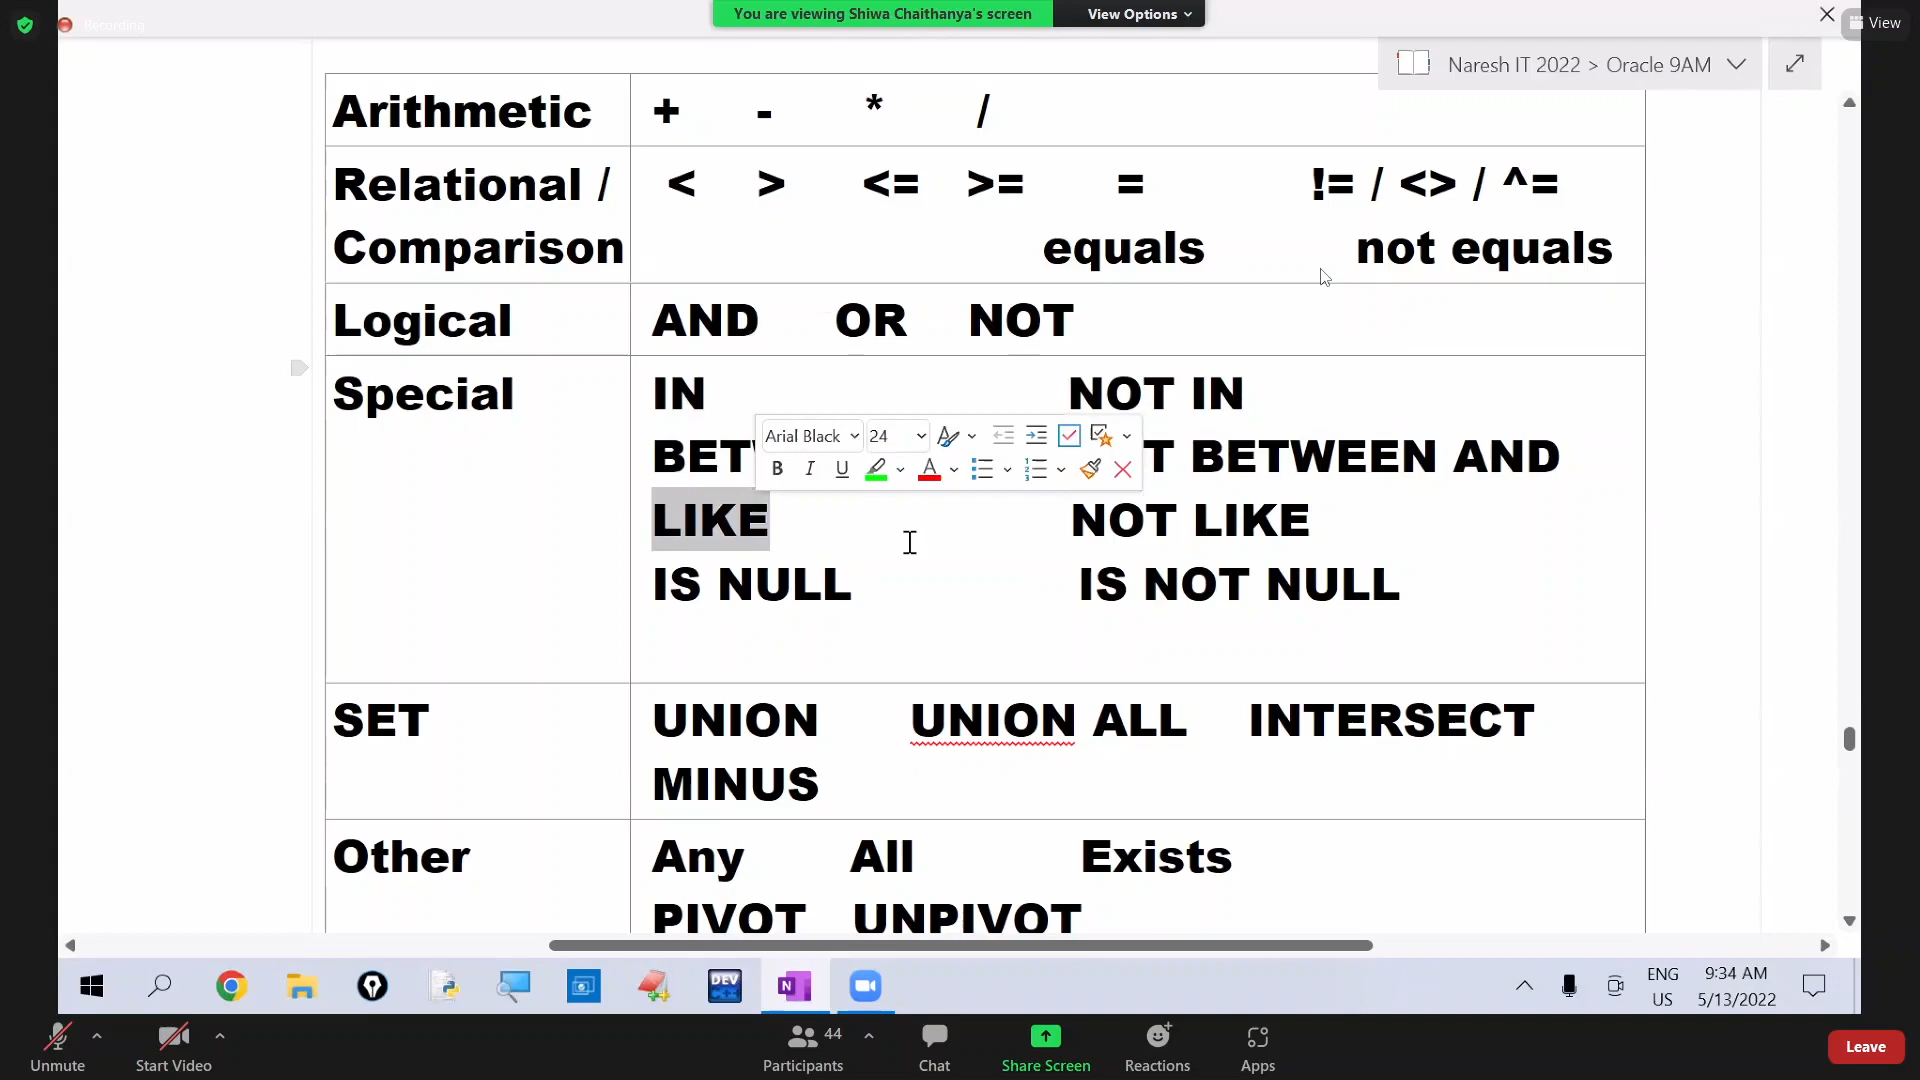 Recording
You are viewing Shiwa Chaithanya's screen
View Options
View
Naresh IT 2022 > Oracle 9AM
Arithmetic + - * /
Relational / < > <= >= = != / <> / ^=
Comparison equals not equals
Logical AND OR NOT
Special IN NOT IN
Arial Black 24
B I U A
BETW T BETWEEN AND
LIKE NOT LIKE
IS NULL IS NOT NULL
SET UNION UNION ALL INTERSECT
MINUS
Other Any All Exists
PIVOT UNPIVOT
DEV
N
ENG
US
9:34 AM
5/13/2022
Unmute
Start Video
44
Participants
Chat
Share Screen
Reactions
Apps
Leave